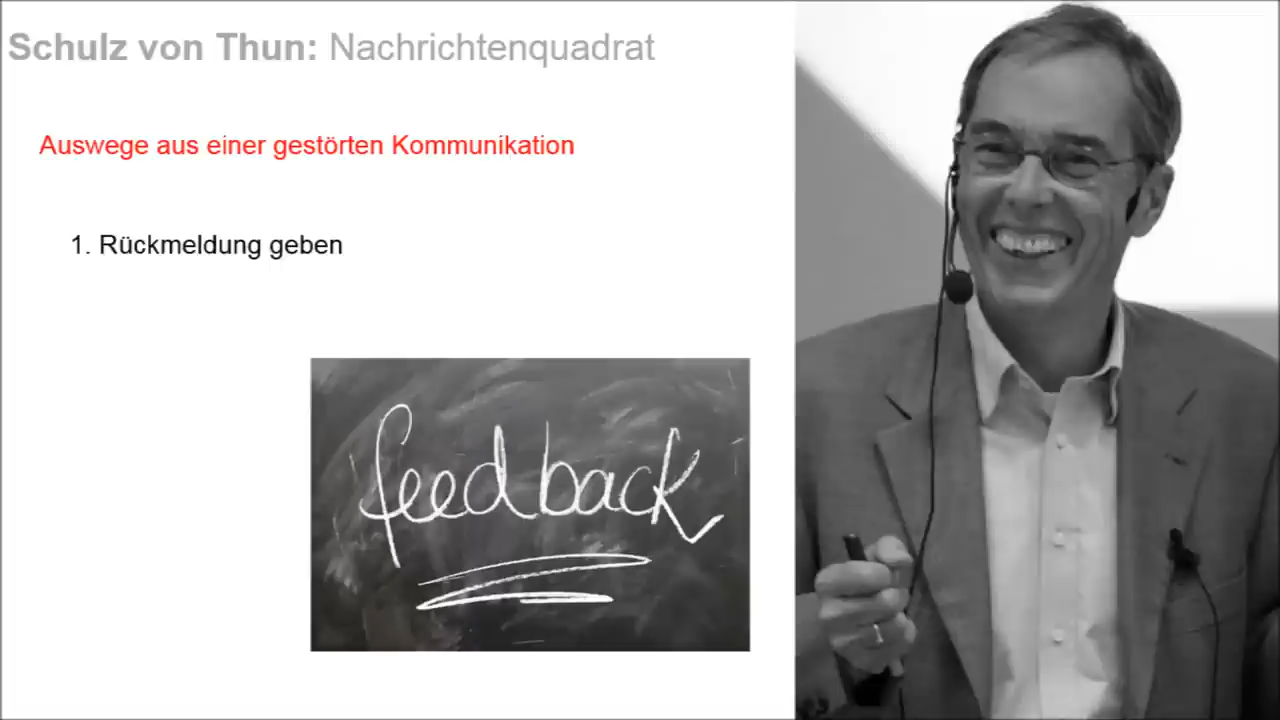 Schulz von Thun: Nachrichtenquadrat
Auswege aus einer gestörten Kommunikation
1. Rückmeldung geben
feedback